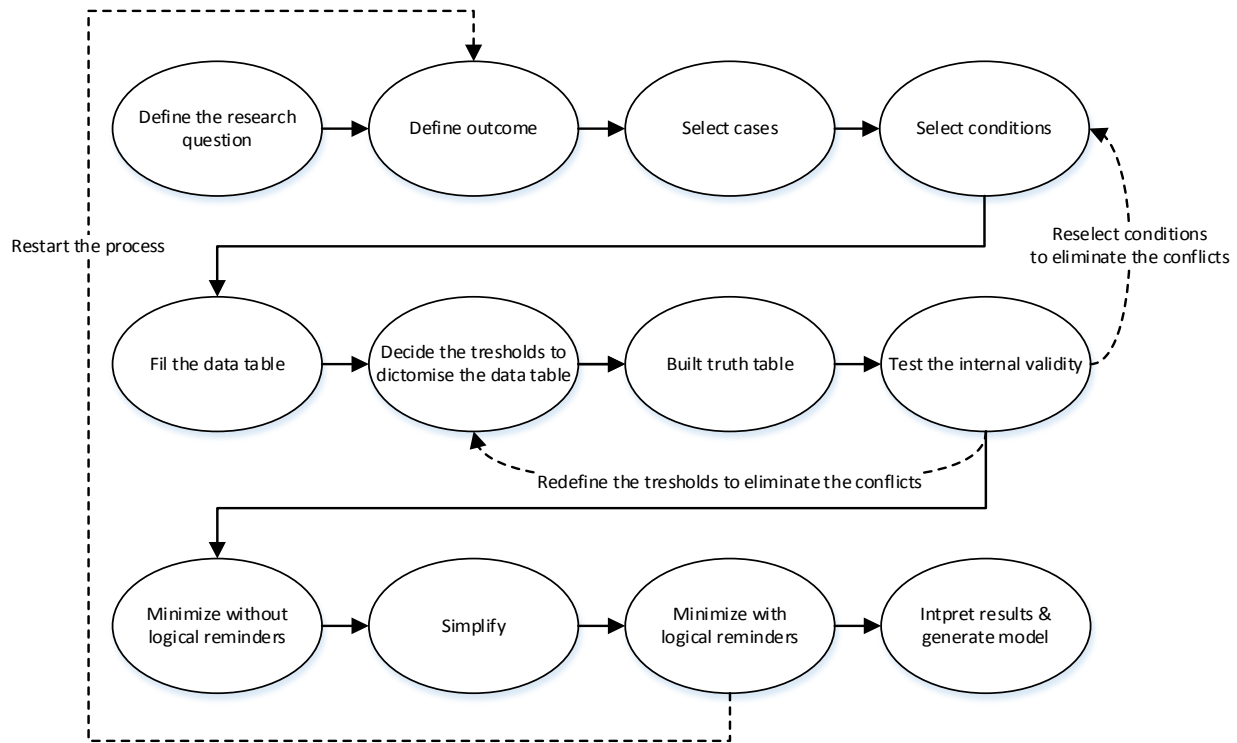 Define the research
question
Define outcome
Select cases
Select conditions
Restart the process
Reselect conditions
to eliminate the conflicts
Fil the data table
Decide the tresholds to
dictomise the data table
Built truth table
Test the internal validity
Redefine the tresholds to eliminate the conflicts
Minimize without
logical reminders
Simplify
Minimize with
logical reminders
Intpret results &
generate model